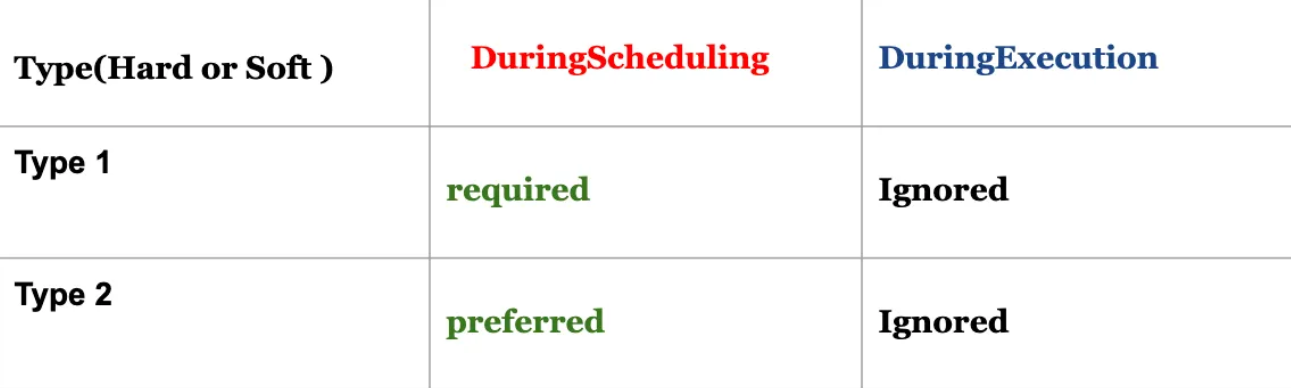 Type(Hard or Soft )
DuringScheduling
DuringExecution
Type 1
required
Ignored
Type 2
preferred
Ignored